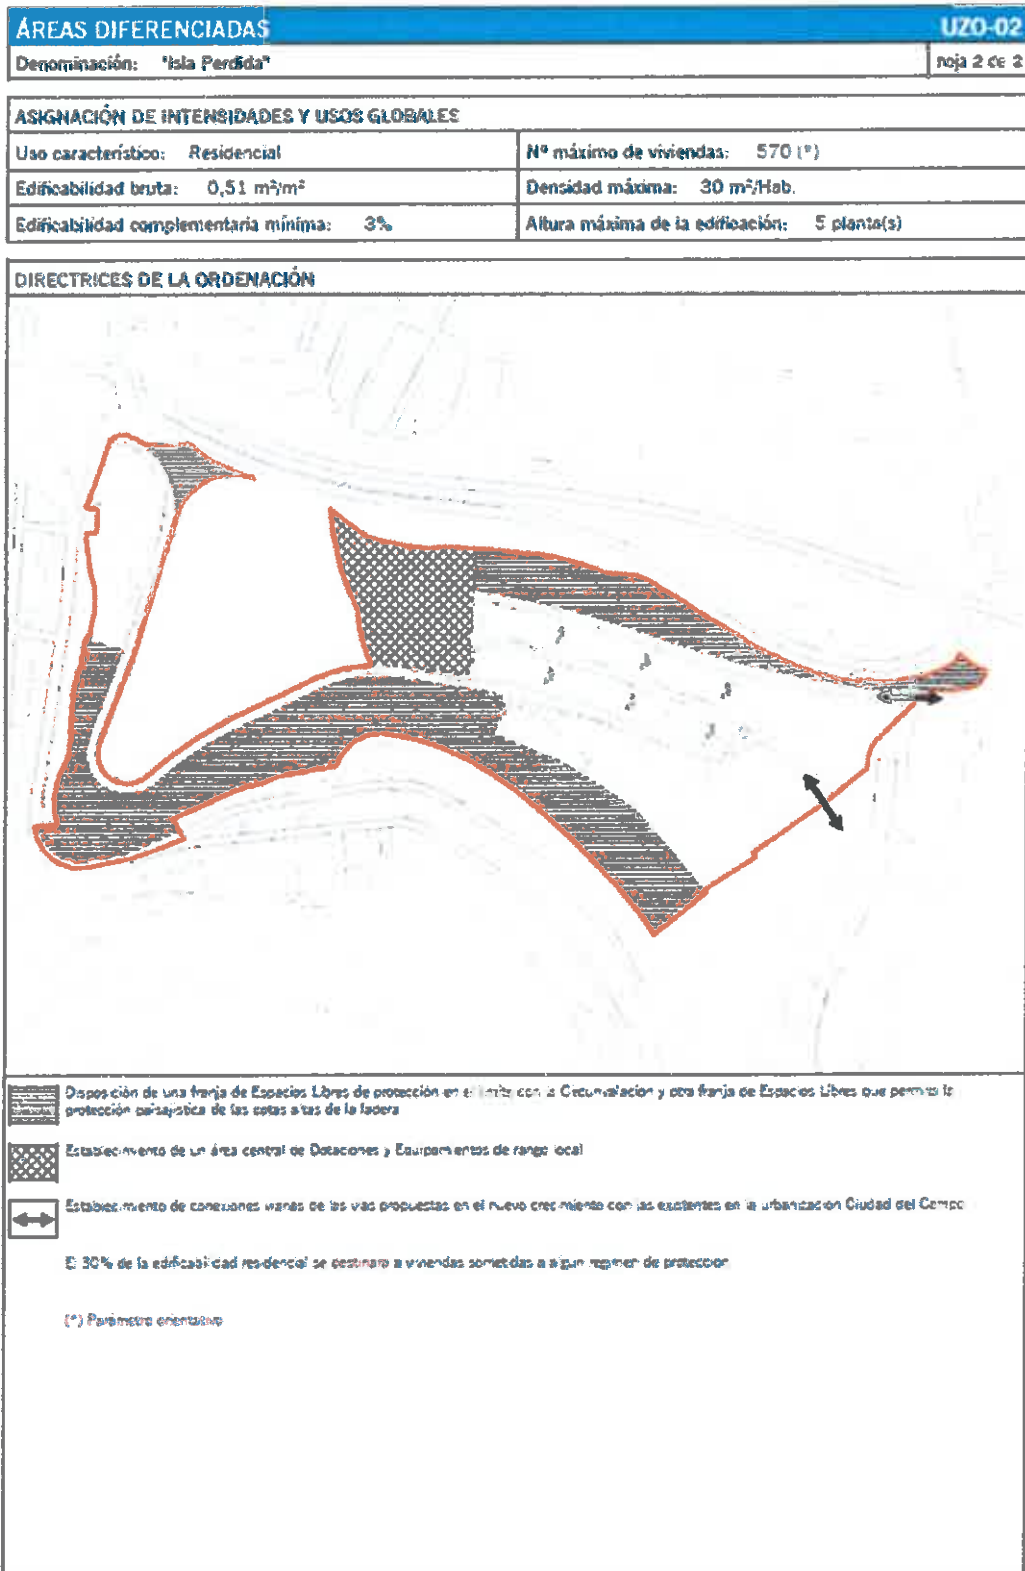 ÁREAS DIFERENCIADAS UZO-02
Denominación: "Isla Perdida" hoja 2 de 2
ASIGNACIÓN DE INTENSIDADES Y USOS GLOBALES
Uso característico: Residencial Nº máximo de viviendas: 570 (*)
Edificabilidad bruta: 0,51 m²/m² Densidad máxima: 30 m²/Hab.
Edificabilidad complementaria mínima: 3% Altura máxima de la edificación: 5 planta(s)
DIRECTRICES DE LA ORDENACIÓN
Disposición de una franja de Espacios Libres de protección en el límite con la Circunvalación y otra franja de Espacios Libres que permita la
protección paisajística de las cotas altas de la ladera
Establecimiento de un área central de Dotaciones y Equipamientos de rango local
Establecimiento de conexiones viarias de las vías propuestas en el nuevo crecimiento con las existentes en la urbanización Ciudad del Campo
El 30% de la edificabilidad residencial se destinará a viviendas sometidas a algún régimen de protección
(*) Parámetro orientativo